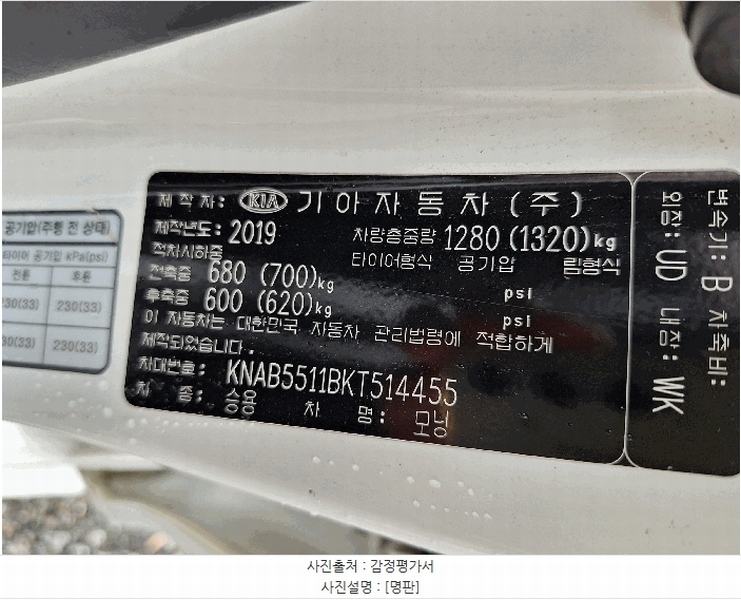 공기압(주행 전 상태)
타이어 공기압 kPa(psi)
전륜 후륜
230(33) 230(33)
230(33) 230(33)
제 작 자: KIA 기 아 자 동 차 (주)
제작년도: 2019 차량총중량 1280 (1320)kg
적차시하중 타이어형식 공기압 림형식
전축중 680 (700)kg psi
후축중 600 (620)kg psi
이 자동차는 대한민국 자동차 관리법령에 적합하게
제작되었습니다.
차대번호: KNAB5511BKT514455
차 종: 승용 차 명: 모닝
변속기: B 차축비:
외장: UD 내장: WK
사진출처 : 감정평가서
사진설명 : [명판]